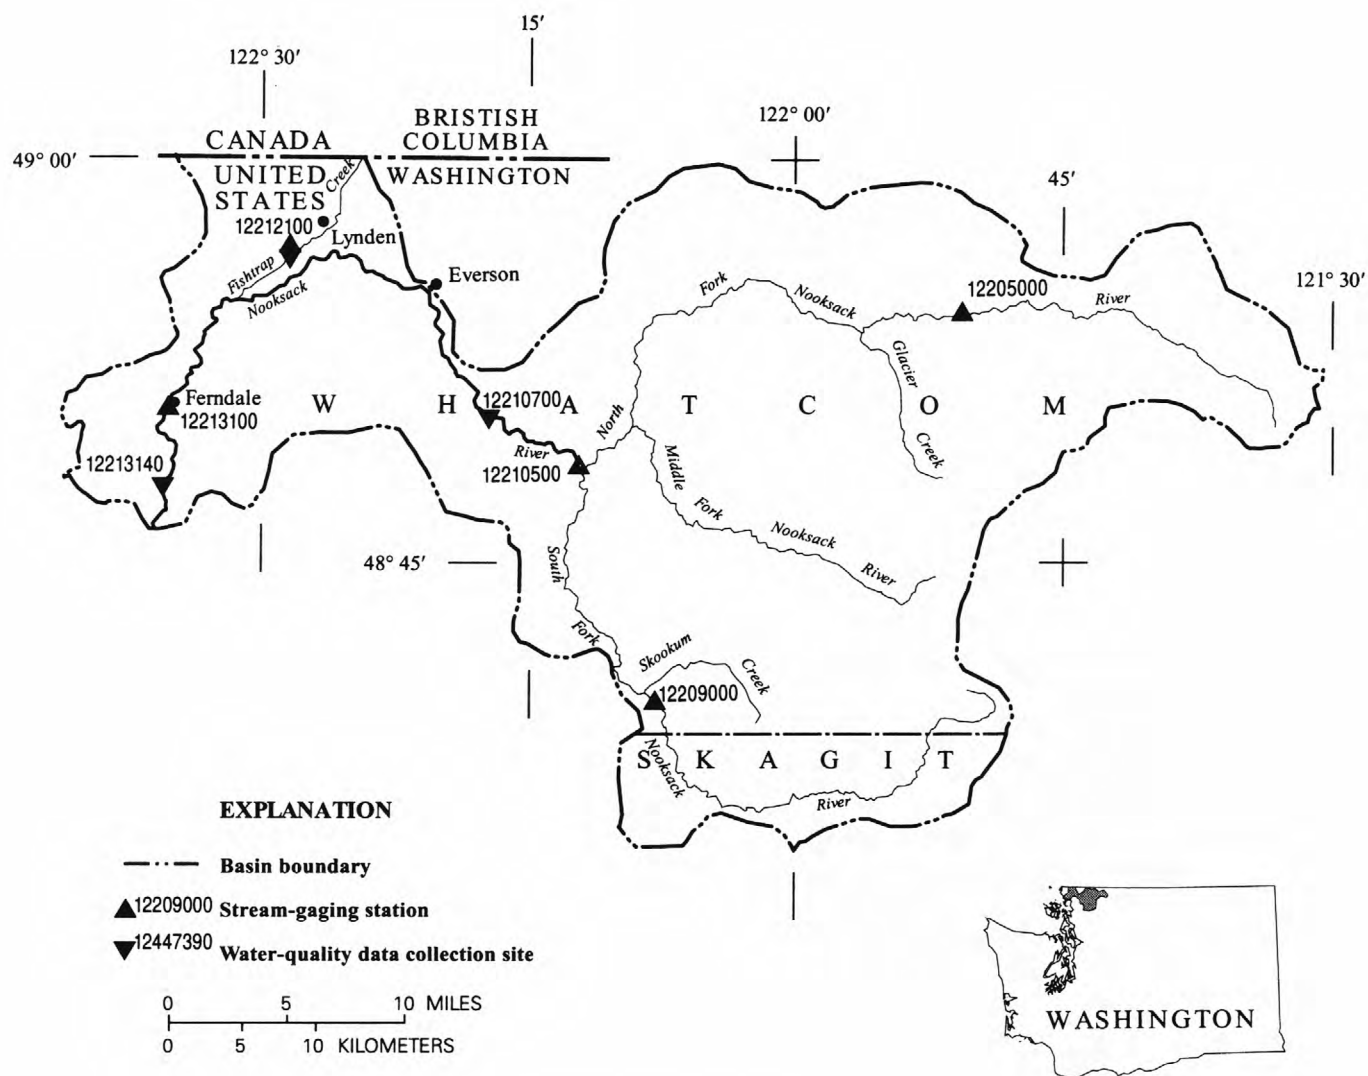 15′
122° 30′
122° 00′
BRISTISH
COLUMBIA
CANADA
49° 00′
UNITED
STATES
WASHINGTON
Creek
45′
12212100
Lynden
Fishtrap
Nooksack
Everson
Fork
Nooksack
12205000
River
121° 30′
Glacier
Creek
Ferndale
12213100
W H A T C O M
12210700
North
River
12210500
Middle
Fork
Nooksack
River
12213140
48° 45′
South
Fork
Skookum
Creek
12209000
S K A G I T
Nooksack
River
EXPLANATION
Basin boundary
12209000 Stream-gaging station
12447390 Water-quality data collection site
0 5 10 MILES
0 5 10 KILOMETERS
WASHINGTON